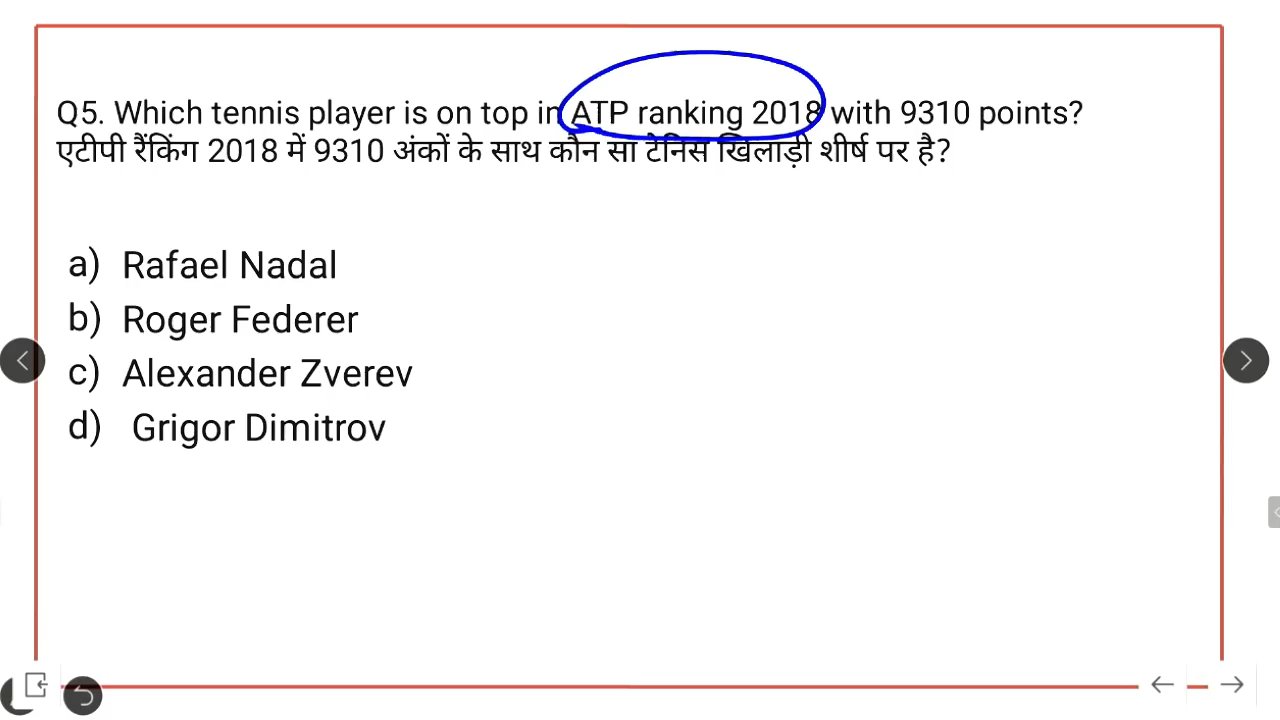 Q5. Which tennis player is on top in ATP ranking 2018 with 9310 points?
एटीपी रैंकिंग 2018 में 9310 अंकों के साथ कौन सा टेनिस खिलाड़ी शीर्ष पर है?
a) Rafael Nadal
b) Roger Federer
c) Alexander Zverev
d) Grigor Dimitrov